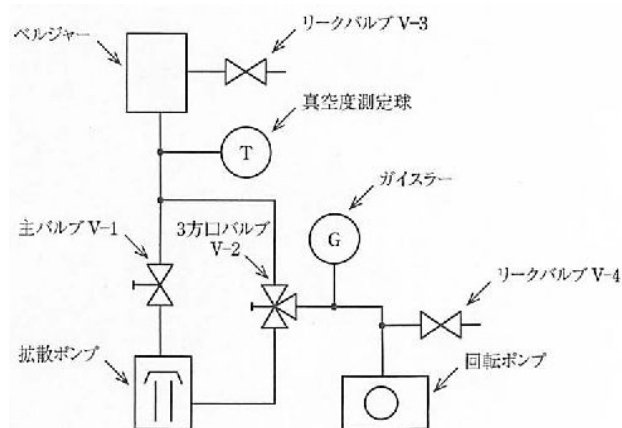 ベルジャー
リークバルブ V-3
真空度測定球
T
ガイスラー
主バルブ V-1
3方口バルブ
V-2
G
リークバルブ V-4
拡散ポンプ
回転ポンプ